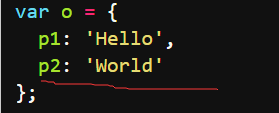 var o = {
  p1: 'Hello',
  p2: 'World'
};